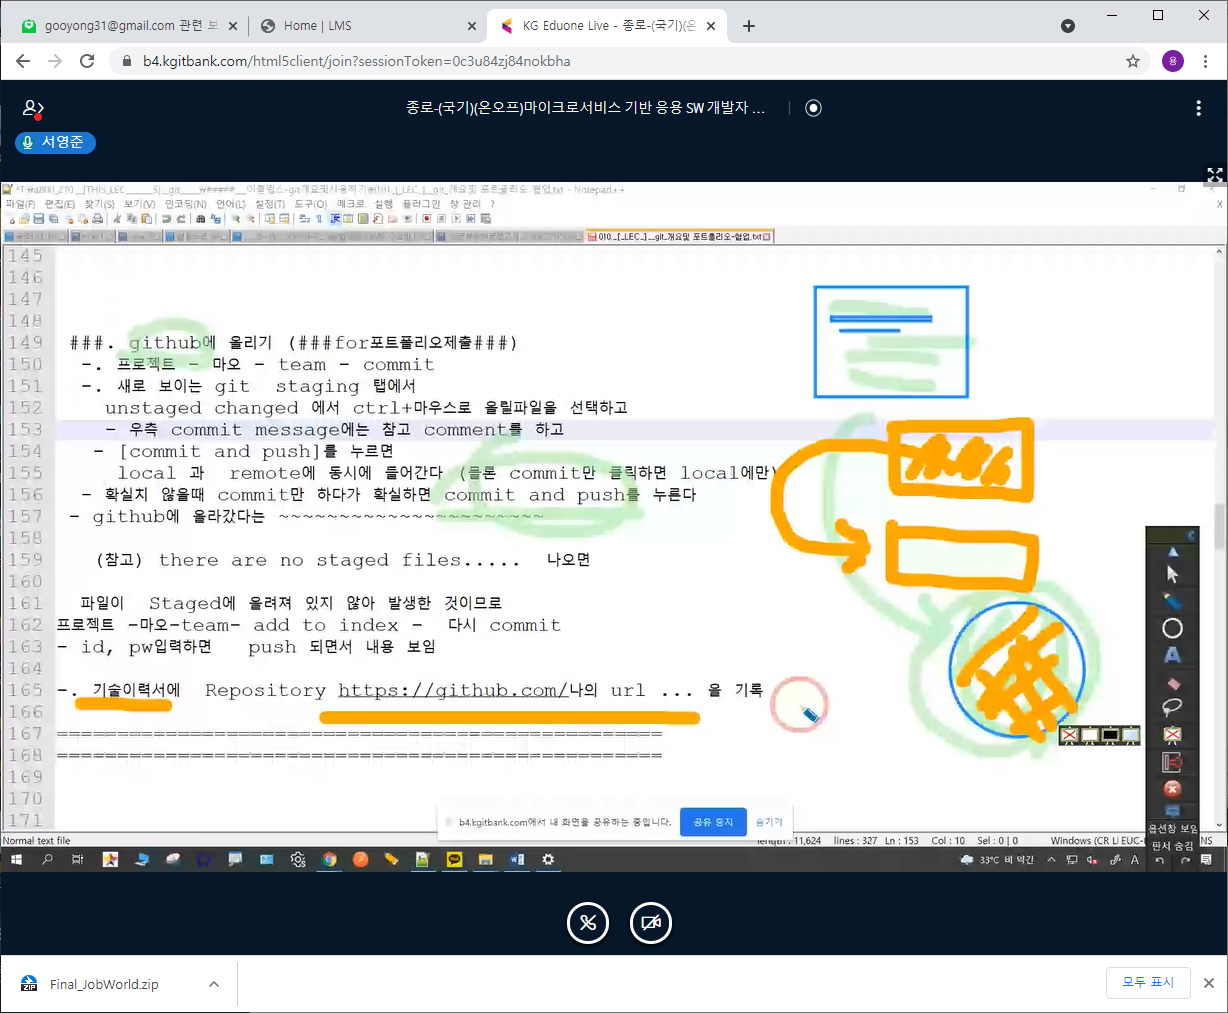 gooyong31@gmail.com 관련 보
Home | LMS
KG Eduone Live - 종로-(국기)(온
b4.kgitbank.com/html5client/join?sessionToken=0c3u84zj84nokbha
8
종로-(국기)(온오프)마이크로서비스 기반 응용 SW 개발자 ...
서영준
파일(F) 편집(E) 찾기(S) 보기(V) 인코딩(N) 언어(L) 설정(T) 도구(O) 매크로 실행 플러그인 창 관리 ? X
010._[_LEC_]__git_개요및 포트폴리오-협업.txt
145
146
147
148
149 ###. github에 올리기 (###for포트폴리오제출###)
150 -. 프로젝트 - 마오 - team - commit
151 -. 새로 보이는 git staging 탭에서
152 unstaged changed 에서 ctrl+마우스로 올릴파일을 선택하고
153 - 우측 commit message에는 참고 comment를 하고
154 - [commit and push]를 누르면
155 local 과 remote에 동시에 들어간다 (물론 commit만 클릭하면 local에만)
156 - 확실치 않을때 commit만 하다가 확실하면 commit and push를 누른다
157 - github에 올라갔다는 ~~~~~~~~~~~~~~~~~~~~~~
158
159 (참고) there are no staged files..... 나오면
160
161 파일이 Staged에 올려져 있지 않아 발생한 것이므로
162 프로젝트 -마오-team- add to index - 다시 commit
163 - id, pw입력하면 push 되면서 내용 보임
164
165 -. 기술이력서에 Repository https://github.com/나의 url ... 을 기록
166
167 ==================================================
168 ==================================================
169
170
171
b4.kgitbank.com에서 내 화면을 공유하는 중입니다. 공유 중지 숨기기
옵션창 보임
판서 숨김
Normal text file length : 11,624 lines : 327 Ln : 153 Col : 10 Sel : 0 | 0 Windows (CR L EUC- NS
33°C 비 약간 A
Final_JobWorld.zip
모두 표시